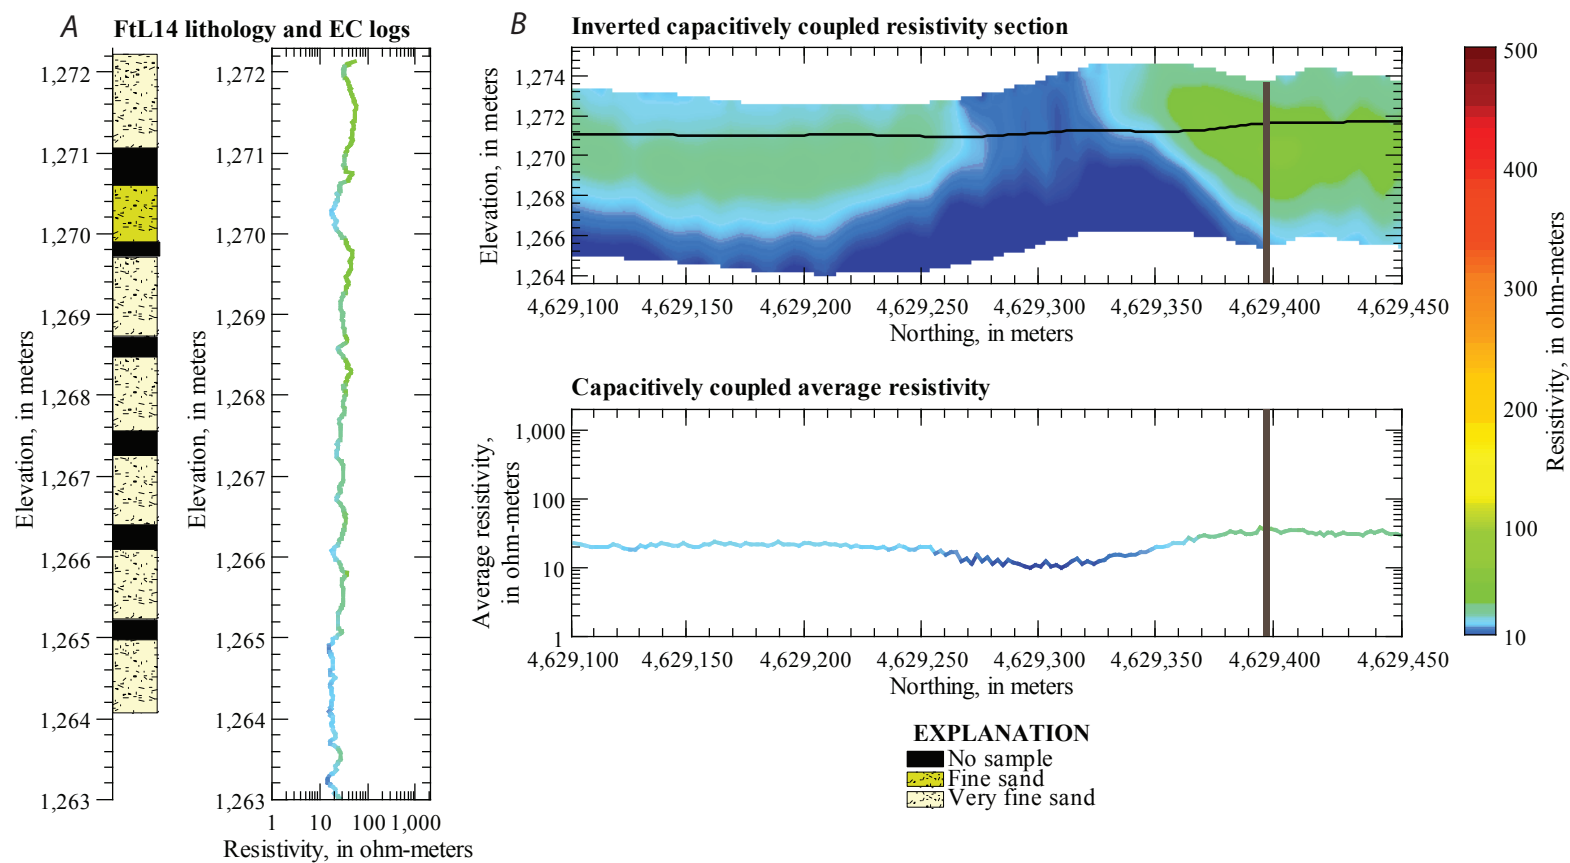 A FtL14 lithology and EC logs
Elevation, in meters
1,272
1,271
1,270
1,269
1,268
1,267
1,266
1,265
1,264
1,263
Elevation, in meters
1,272
1,271
1,270
1,269
1,268
1,267
1,266
1,265
1,264
1,263
1 10 100 1,000
Resistivity, in ohm-meters
B Inverted capacitively coupled resistivity section
Elevation, in meters
1,274
1,272
1,270
1,268
1,266
1,264
4,629,100 4,629,150 4,629,200 4,629,250 4,629,300 4,629,350 4,629,400 4,629,450
Northing, in meters
Capacitively coupled average resistivity
Average resistivity,
in ohm-meters
1,000
100
10
1
4,629,100 4,629,150 4,629,200 4,629,250 4,629,300 4,629,350 4,629,400 4,629,450
Northing, in meters
500
400
300
200
100
10
Resistivity, in ohm-meters
EXPLANATION
No sample
Fine sand
Very fine sand